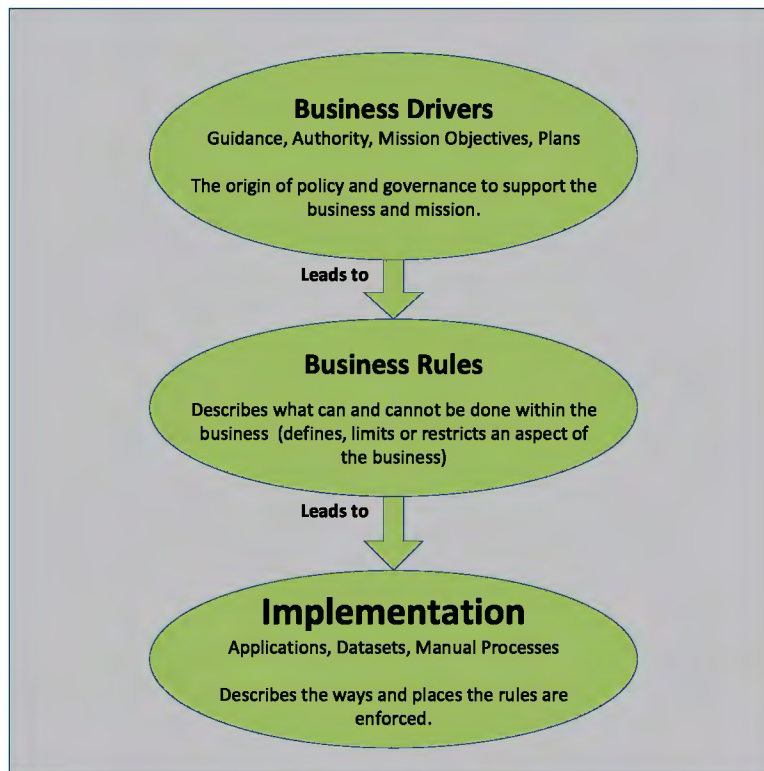 Business Drivers
Guidance, Authority, Mission Objectives, Plans
The origin of policy and governance to support the
business and mission.
Leads to
Business Rules
Describes what can and cannot be done within the
business (defines, limits or restricts an aspect of
the business)
Leads to
Implementation
Applications, Datasets, Manual Processes
Describes the ways and places the rules are
enforced.